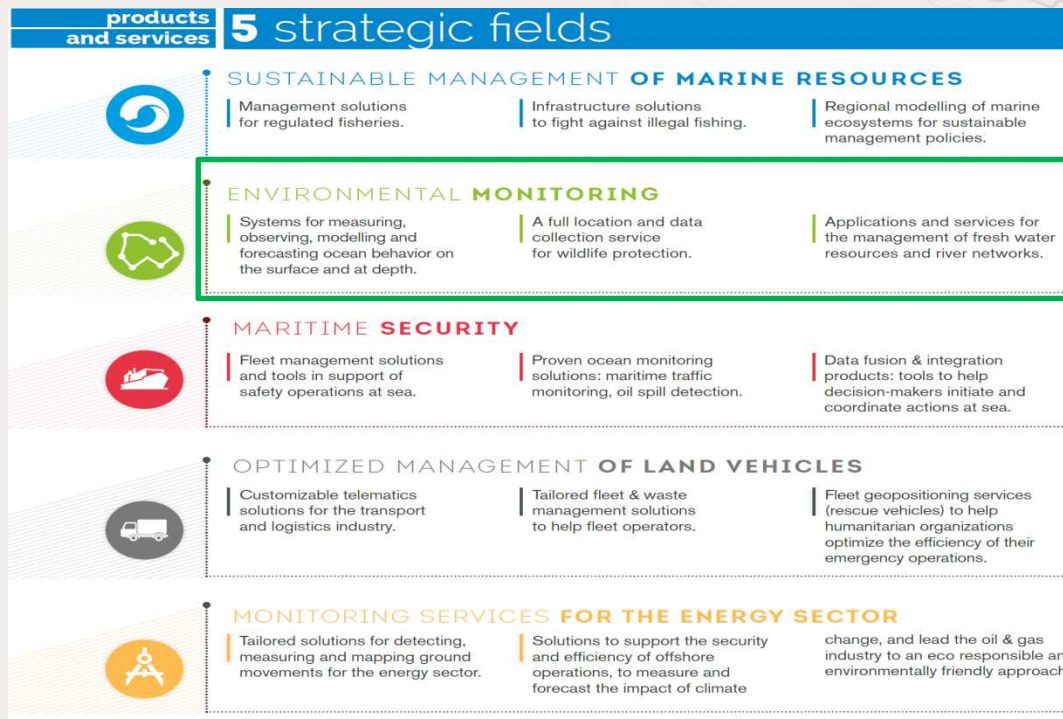 products
and services
5 strategic fields
SUSTAINABLE MANAGEMENT OF MARINE RESOURCES
Management solutions
for regulated fisheries.
Infrastructure solutions
to fight against illegal fishing.
Regional modelling of marine
ecosystems for sustainable
management policies.
ENVIRONMENTAL MONITORING
Systems for measuring,
observing, modelling and
forecasting ocean behavior on
the surface and at depth.
A full location and data
collection service
for wildlife protection.
Applications and services for
the management of fresh water
resources and river networks.
MARITIME SECURITY
Fleet management solutions
and tools in support of
safety operations at sea.
Proven ocean monitoring
solutions: maritime traffic
monitoring, oil spill detection.
Data fusion & integration
products: tools to help
decision-makers initiate and
coordinate actions at sea.
OPTIMIZED MANAGEMENT OF LAND VEHICLES
Customizable telematics
solutions for the transport
and logistics industry.
Tailored fleet & waste
management solutions
to help fleet operators.
Fleet geopositioning services
(rescue vehicles) to help
humanitarian organizations
optimize the efficiency of their
emergency operations.
MONITORING SERVICES FOR THE ENERGY SECTOR
Tailored solutions for detecting,
measuring and mapping ground
movements for the energy sector.
Solutions to support the security
and efficiency of offshore
operations, to measure and
forecast the impact of climate
change, and lead the oil & gas
industry to an eco responsible an
environmentally friendly approach